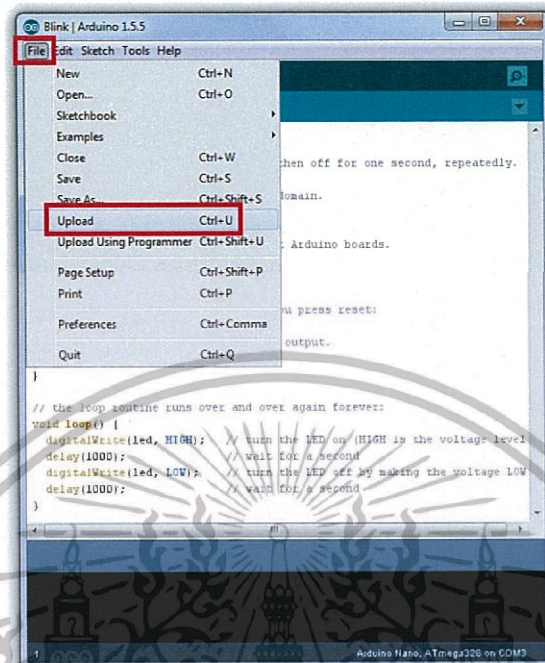 Blink | Arduino 1.5.5
File Edit Sketch Tools Help
New Ctrl+N
Open... Ctrl+O
Sketchbook
Examples
Close Ctrl+W
Save Ctrl+S
Save As... Ctrl+Shift+S
Upload Ctrl+U
Upload Using Programmer Ctrl+Shift+U
Page Setup Ctrl+Shift+P
Print Ctrl+P
Preferences Ctrl+Comma
Quit Ctrl+Q
then off for one second, repeatedly.
domain.
Arduino boards.
u press reset:
output.
}
// the loop routine runs over and over again forever:
void loop() {
digitalWrite(led, HIGH); // turn the LED on (HIGH is the voltage level
delay(1000); // wait for a second
digitalWrite(led, LOW); // turn the LED off by making the voltage LOW
delay(1000); // wait for a second
}
1 Arduino Nano, ATmega328 on COM3